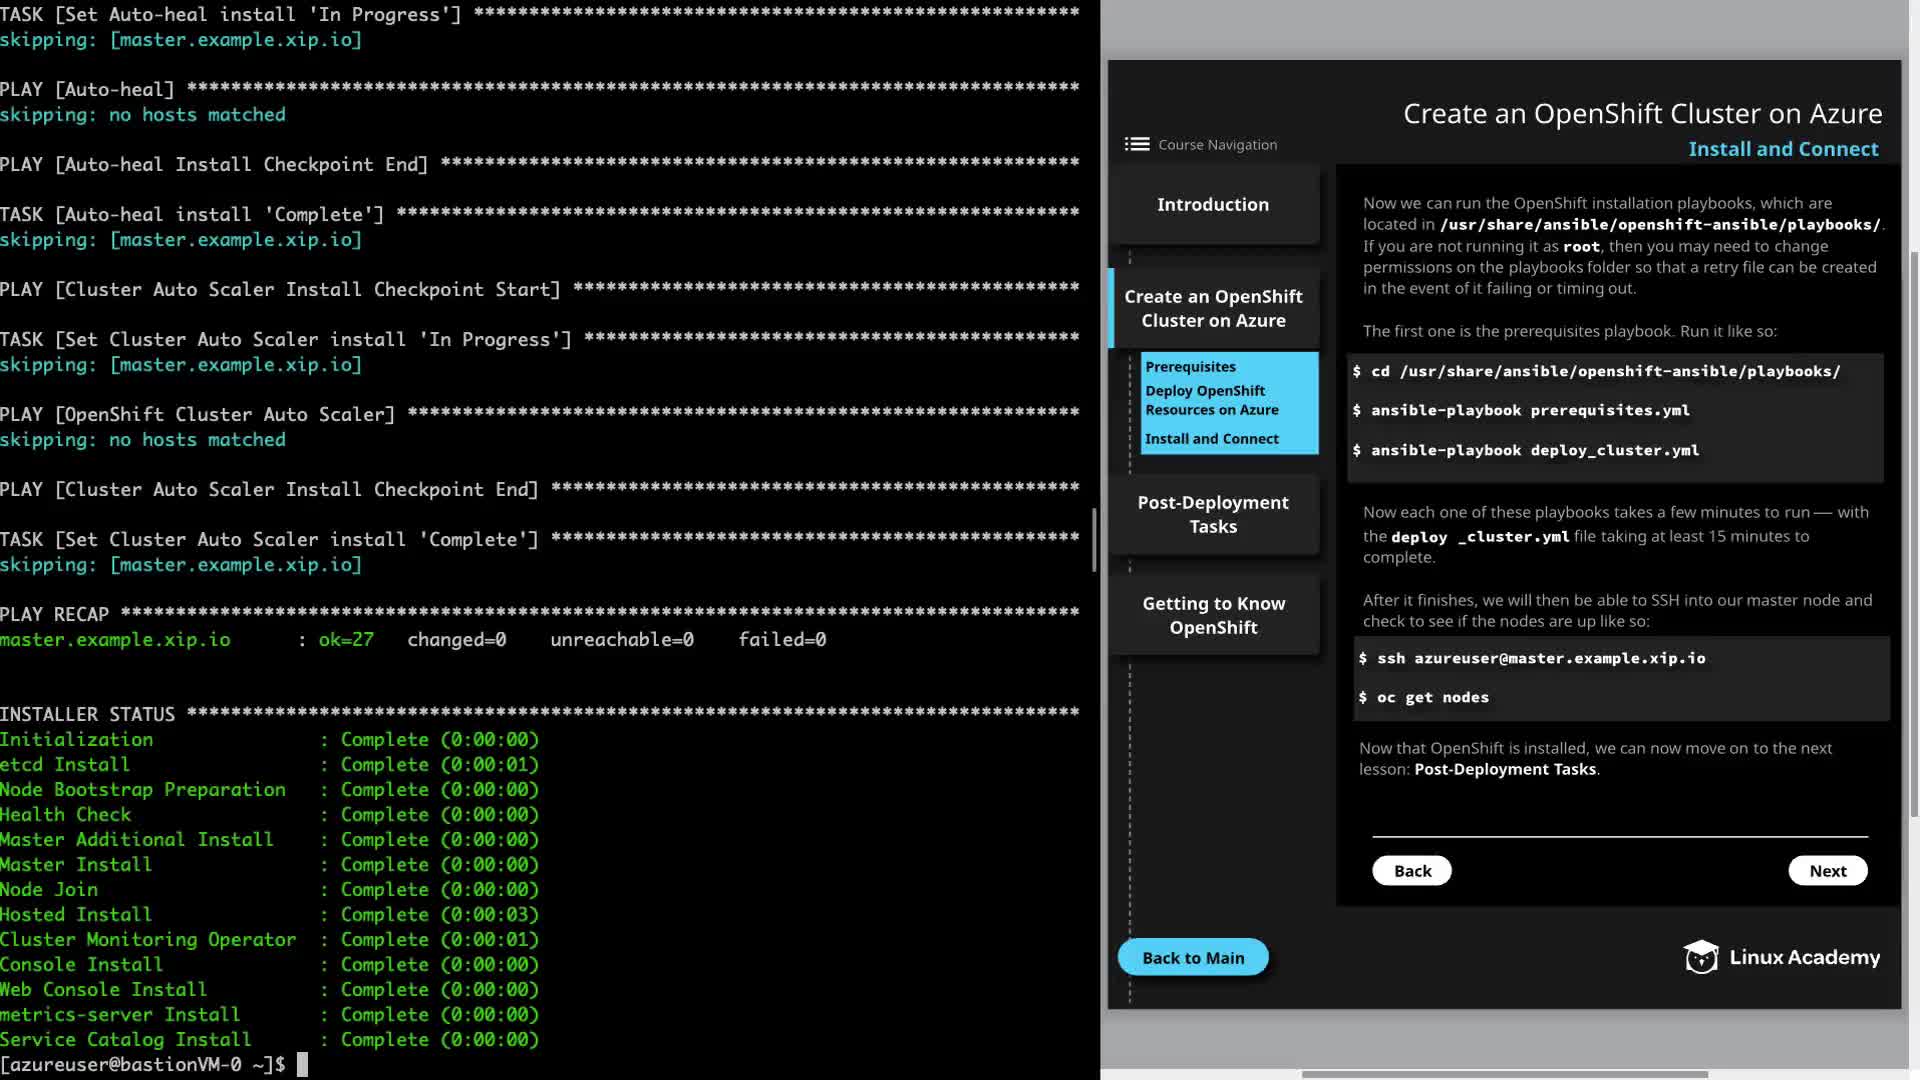 TASK [Set Auto-heal install 'In Progress'] *******************************************************
skipping: [master.example.xip.io]
PLAY [Auto-heal] *********************************************************************************
skipping: no hosts matched
PLAY [Auto-heal Install Checkpoint End] **********************************************************
TASK [Auto-heal install 'Complete'] **************************************************************
skipping: [master.example.xip.io]
PLAY [Cluster Auto Scaler Install Checkpoint Start] **********************************************
TASK [Set Cluster Auto Scaler install 'In Progress'] *********************************************
skipping: [master.example.xip.io]
PLAY [OpenShift Cluster Auto Scaler] *************************************************************
skipping: no hosts matched
PLAY [Cluster Auto Scaler Install Checkpoint End] ************************************************
TASK [Set Cluster Auto Scaler install 'Complete'] ************************************************
skipping: [master.example.xip.io]
PLAY RECAP ***************************************************************************************
master.example.xip.io : ok=27 changed=0 unreachable=0 failed=0
INSTALLER STATUS *********************************************************************************
Initialization : Complete (0:00:00)
etcd Install : Complete (0:00:01)
Node Bootstrap Preparation : Complete (0:00:00)
Health Check : Complete (0:00:00)
Master Additional Install : Complete (0:00:00)
Master Install : Complete (0:00:00)
Node Join : Complete (0:00:00)
Hosted Install : Complete (0:00:03)
Cluster Monitoring Operator : Complete (0:00:01)
Console Install : Complete (0:00:00)
Web Console Install : Complete (0:00:00)
metrics-server Install : Complete (0:00:00)
Service Catalog Install : Complete (0:00:00)
[azureuser@bastionVM-0 ~]$
Create an OpenShift Cluster on Azure
Course Navigation
Install and Connect
Introduction
Create an OpenShift
Cluster on Azure
Prerequisites
Deploy OpenShift
Resources on Azure
Install and Connect
Post-Deployment
Tasks
Getting to Know
OpenShift
Now we can run the OpenShift installation playbooks, which are
located in /usr/share/ansible/openshift-ansible/playbooks/.
If you are not running it as root, then you may need to change
permissions on the playbooks folder so that a retry file can be created
in the event of it failing or timing out.
The first one is the prerequisites playbook. Run it like so:
$ cd /usr/share/ansible/openshift-ansible/playbooks/
$ ansible-playbook prerequisites.yml
$ ansible-playbook deploy_cluster.yml
Now each one of these playbooks takes a few minutes to run — with
the deploy _cluster.yml file taking at least 15 minutes to
complete.
After it finishes, we will then be able to SSH into our master node and
check to see if the nodes are up like so:
$ ssh azureuser@master.example.xip.io
$ oc get nodes
Now that OpenShift is installed, we can now move on to the next
lesson: Post-Deployment Tasks.
Back
Next
Back to Main
Linux Academy